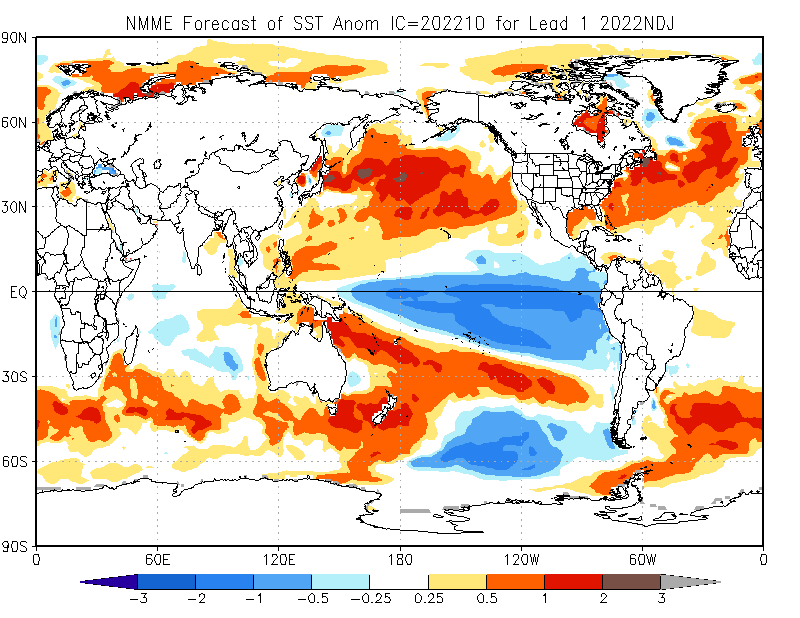 NMME Forecast of SST Anom IC=202210 for Lead 1 2022NDJ
90N
60N
30N
EQ
30S
60S
90S
0 60E 120E 180 120W 60W 0
-3 -2 -1 -0.5 -0.25 0.25 0.5 1 2 3